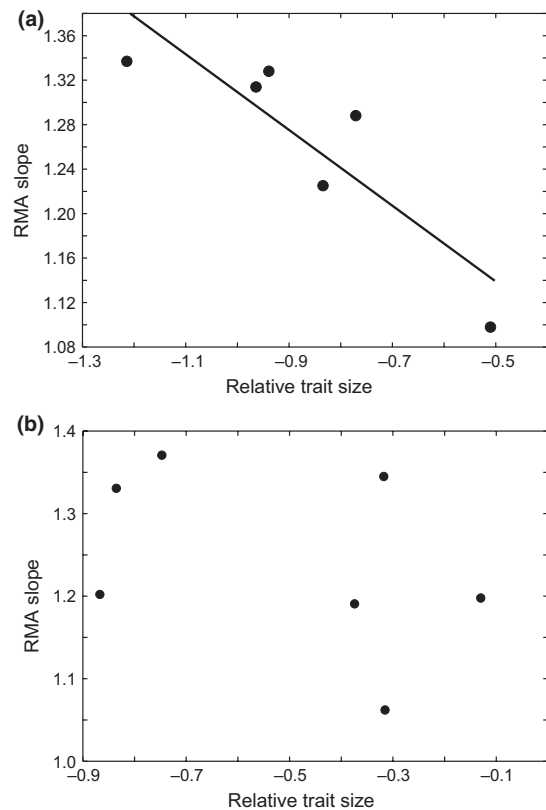 (a)
1.36
1.32
1.28
1.24
1.20
1.16
1.12
1.08
RMA slope
–1.3 –1.1 –0.9 –0.7 –0.5
Relative trait size
(b)
1.4
1.3
1.2
1.1
1.0
RMA slope
–0.9 –0.7 –0.5 –0.3 –0.1
Relative trait size